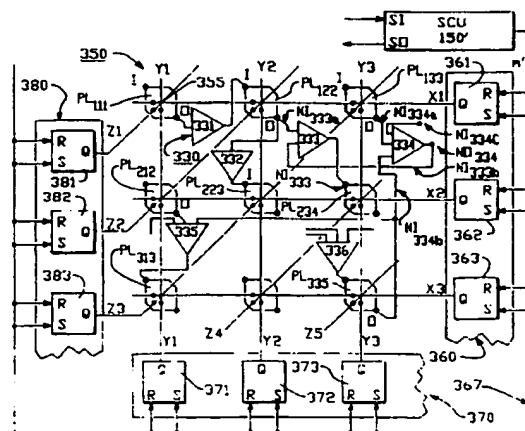 SI SCU
SO 150'
350 Y1 Y2 Y3
380 I 355 I I PL133 361
PL111 PL122 X1 R
Z1 NI333a NI334a Q S
R 331 NI334C
S Q 330 333 334 NO334
381 332 NI333b
PL212
382 PL223 I 333 362
R X2 R
S Q Z2 PL234 Q S
NI334b
335
383 PL313 336 363
PL335
R X3 R
S Q Z3 Z4 Z5 Q S
360
Y1 Y2 Y3
Q Q 373 Q 367
371 372
R S R S R S 370